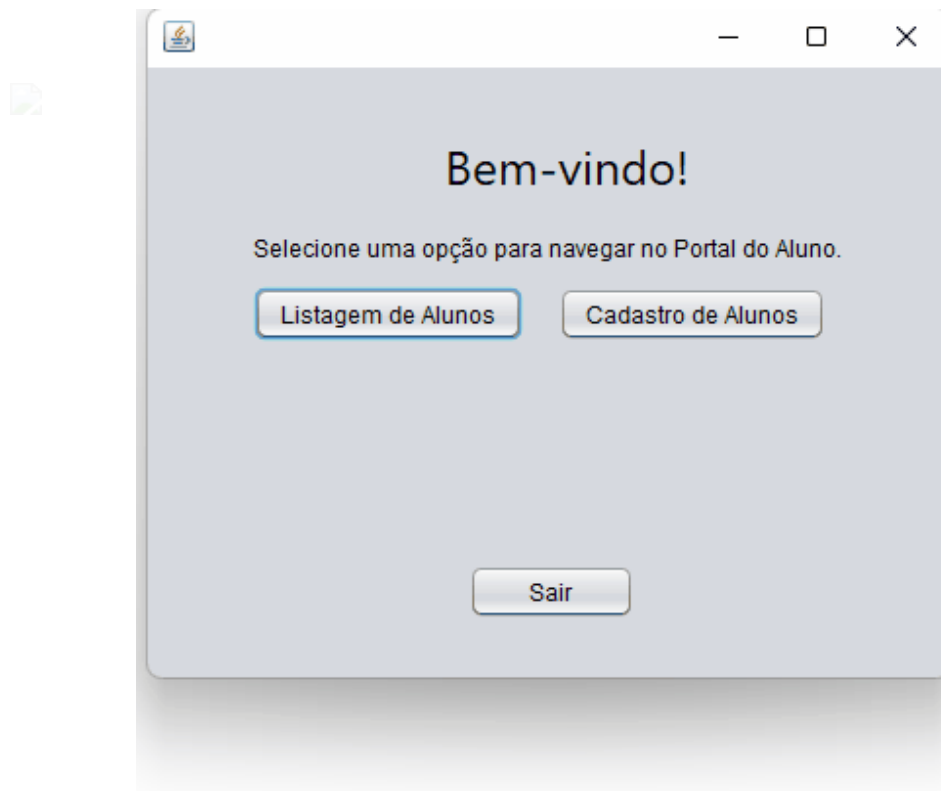 Bem-vindo!
Selecione uma opção para navegar no Portal do Aluno.
Listagem de Alunos
Cadastro de Alunos
Sair